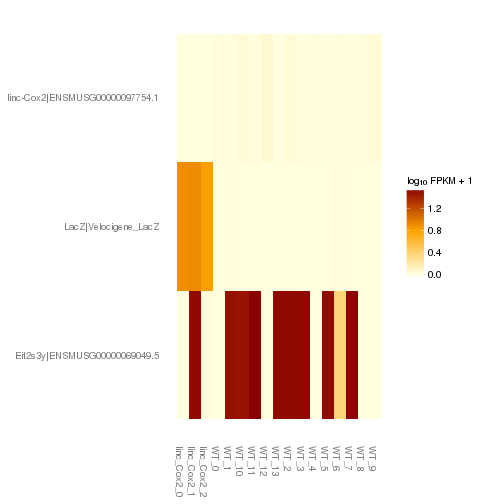 linc-Cox2|ENSMUSG00000097754.1
LacZ|Velocigene_LacZ
Eif2s3y|ENSMUSG00000069049.5
log10 FPKM + 1
1.2
0.8
0.4
0.0
linc_Cox2_0
linc_Cox2_1
linc_Cox2_2
WT_0
WT_1
WT_10
WT_11
WT_12
WT_13
WT_2
WT_3
WT_4
WT_5
WT_6
WT_7
WT_8
WT_9